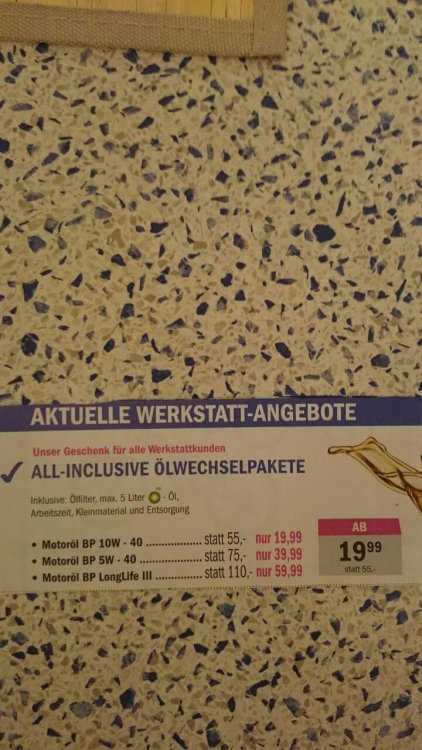 AKTUELLE WERKSTATT-ANGEBOTE
Unser Geschenk für alle Werkstattkunden
ALL-INCLUSIVE ÖLWECHSELPAKETE
Inklusive: Ölfilter, max. 5 Liter - Öl,
Arbeitszeit, Kleinmaterial und Entsorgung
• Motoröl BP 10W - 40 .................. statt 55,- nur 19,99
• Motoröl BP 5W - 40 .................... statt 75,- nur 39,99
• Motoröl BP LongLife III ............... statt 110,- nur 59,99
AB
19⁹⁹
statt 55,-